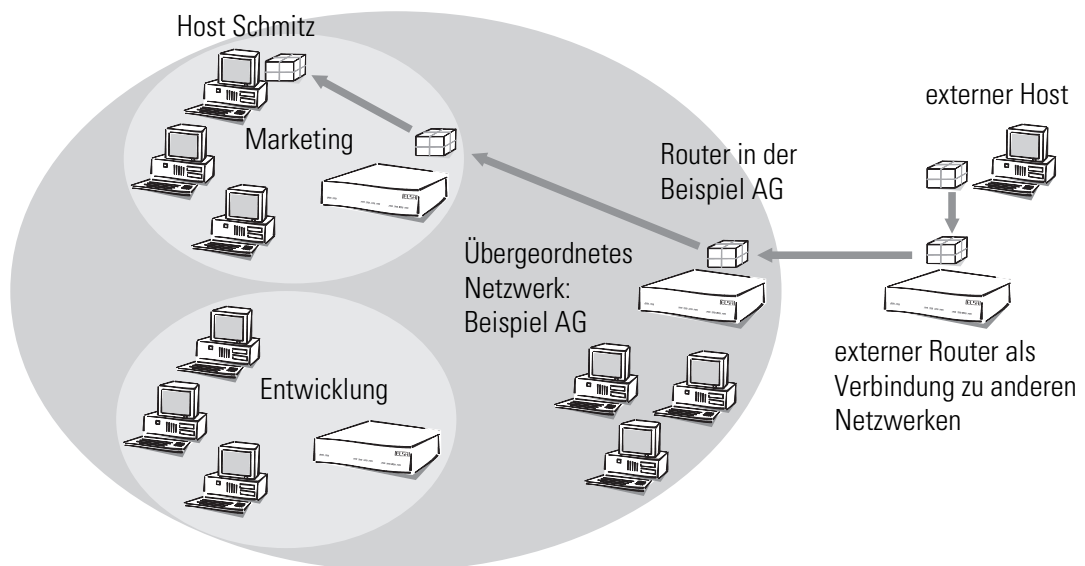 Host Schmitz
externer Host
Marketing
Router in der
Beispiel AG
Übergeordnetes
Netzwerk:
Beispiel AG
externer Router als
Verbindung zu anderen
Netzwerken
Entwicklung